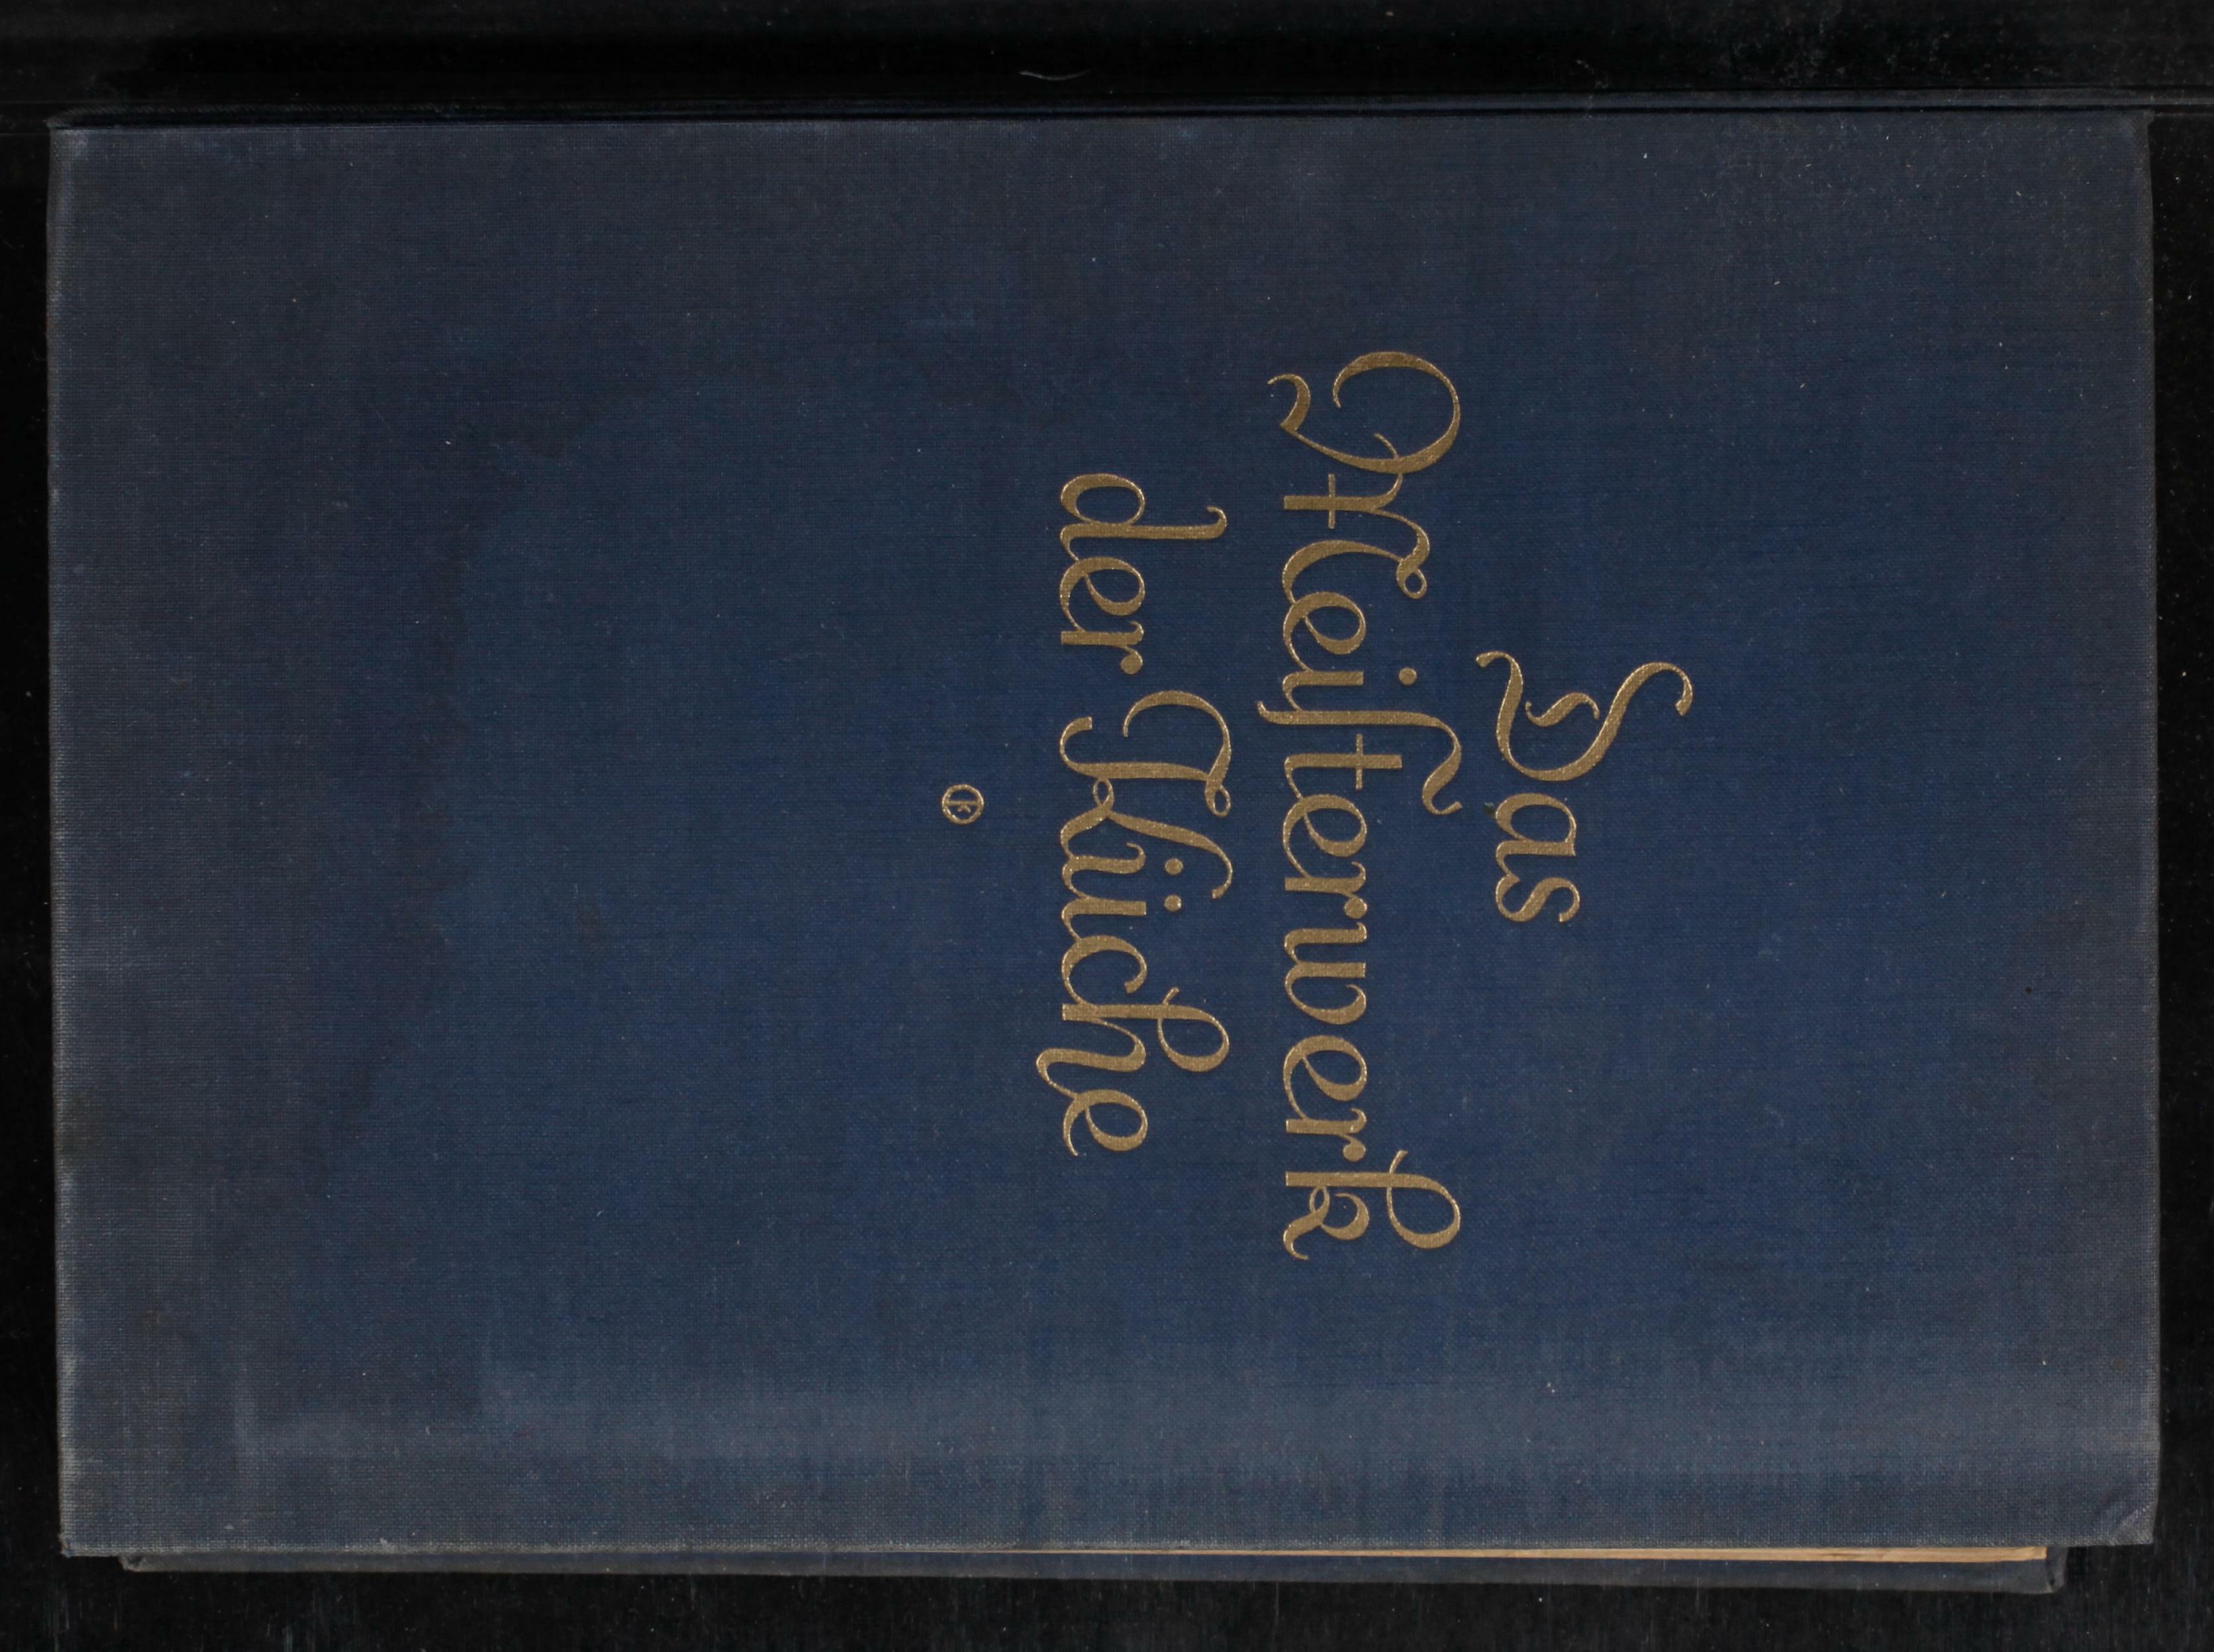 Das
Meisterwerk
der Küche